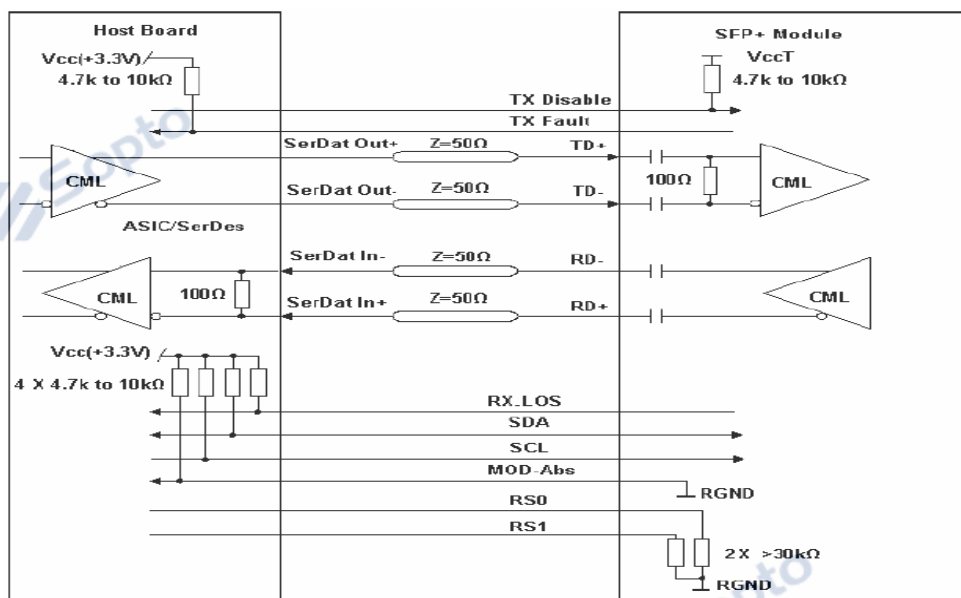 Host Board
SFP+ Module
Vcc(+3.3V)
4.7k to 10kΩ
VccT
4.7k to 10kΩ
TX Disable
TX Fault
SerDat Out+
Z=50Ω
TD+
CML
100Ω
CML
SerDat Out-
Z=50Ω
TD-
ASIC/SerDes
SerDat In-
Z=50Ω
RD-
CML
100Ω
SerDat In+
Z=50Ω
RD+
CML
Vcc(+3.3V)
4 X 4.7k to 10kΩ
RX-LOS
SDA
SCL
MOD-Abs
RGND
RS0
RS1
2X >30kΩ
RGND
Sopto